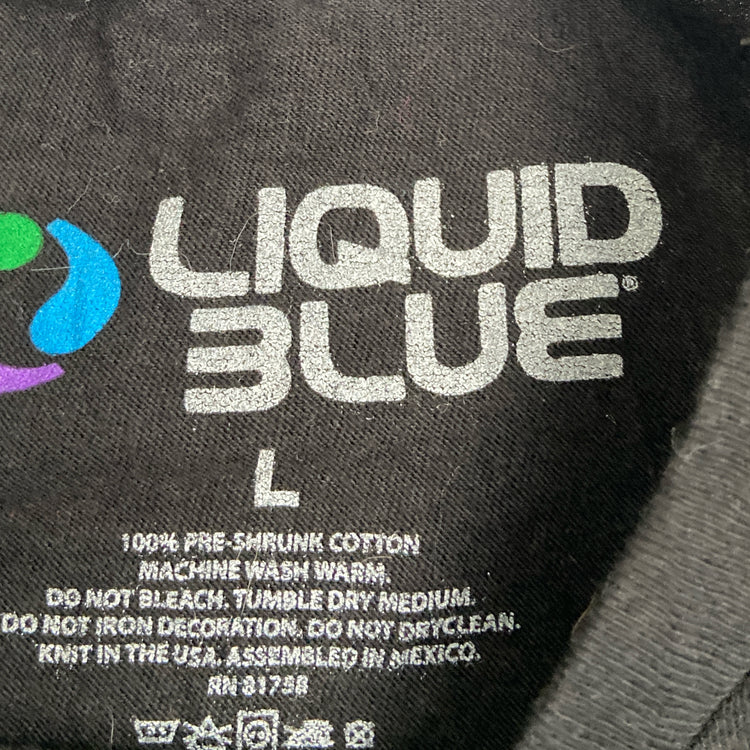 LIQUID
BLUE®
L
100% PRE-SHRUNK COTTON
MACHINE WASH WARM.
DO NOT BLEACH. TUMBLE DRY MEDIUM.
DO NOT IRON DECORATION. DO NOT DRYCLEAN.
KNIT IN THE USA. ASSEMBLED IN MEXICO.
RN 81758